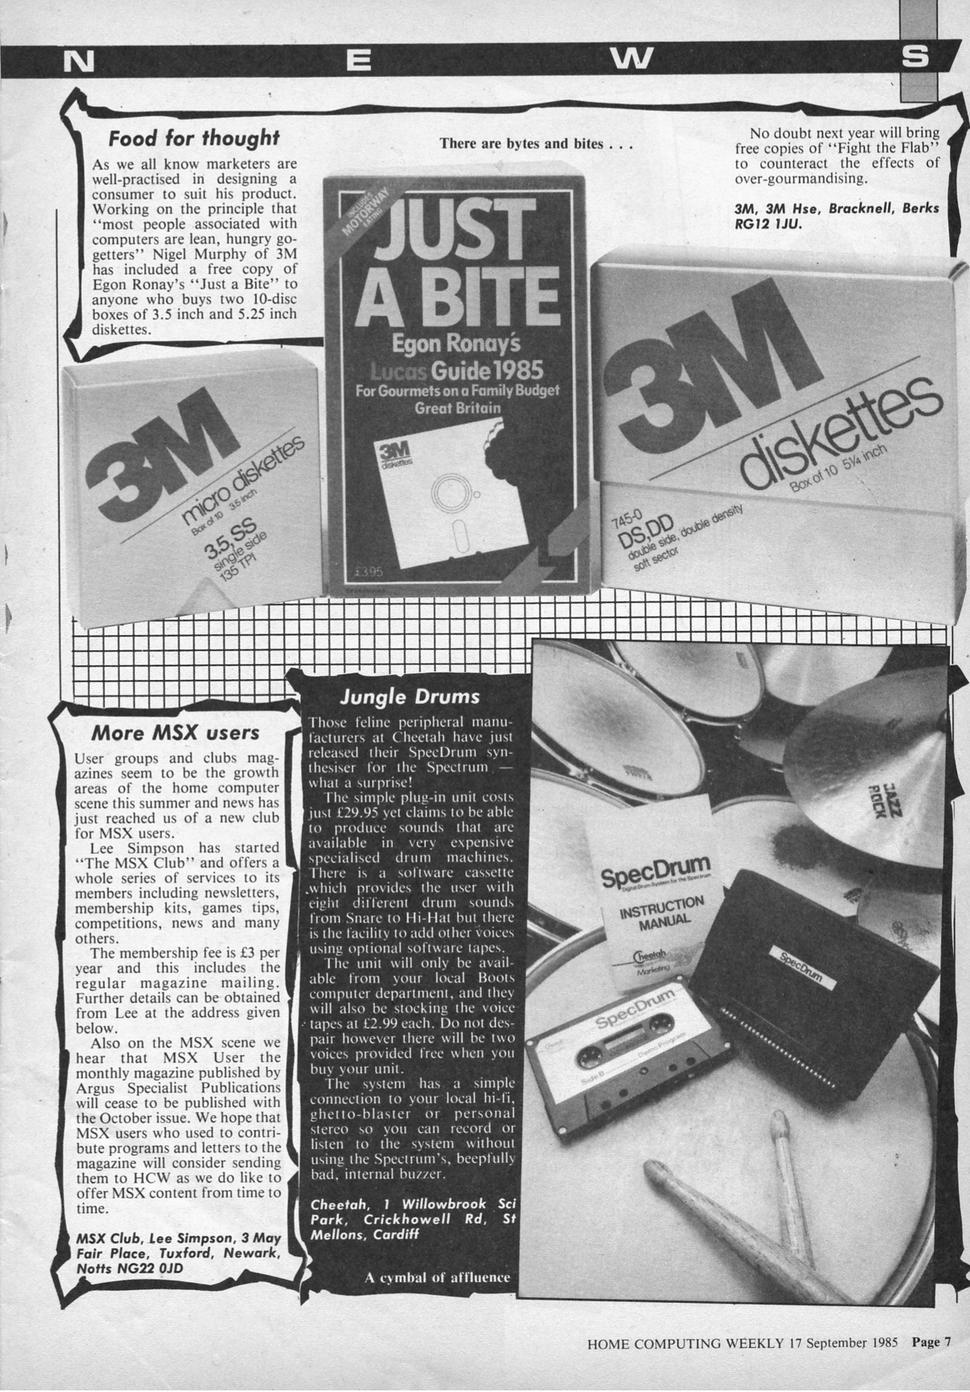 N E W S
Food for thought
As we all know marketers are
well-practised in designing a
consumer to suit his product.
Working on the principle that
“most people associated with
computers are lean, hungry go-
getters” Nigel Murphy of 3M
has included a free copy of
Egon Ronay's “Just a Bite” to
anyone who buys two 10-disc
boxes of 3.5 inch and 5.25 inch
diskettes.
There are bytes and bites . . .
No doubt next year will bring
free copies of “Fight the Flab”
to counteract the effects of
over-gourmandising.
3M, 3M Hse, Bracknell, Berks
RG12 1JU.
MOTORWAY
EATING
JUST
A BITE
Egon Ronay's
Lucas Guide 1985
For Gourmets on a Family Budget
Great Britain
3M
diskettes
£3.95
3M
micro diskettes
Box of 10 3.5 inch
3.5, SS
single side
135 TPI
3M
diskettes
Box of 10 5¼ inch
745-0
DS,DD
double side, double density
soft sector
More MSX users
User groups and clubs mag-
azines seem to be the growth
areas of the home computer
scene this summer and news has
just reached us of a new club
for MSX users.
Lee Simpson has started
“The MSX Club” and offers a
whole series of services to its
members including newsletters,
membership kits, games tips,
competitions, news and many
others.
The membership fee is £3 per
year and this includes the
regular magazine mailing.
Further details can be obtained
from Lee at the address given
below.
Also on the MSX scene we
hear that MSX User the
monthly magazine published by
Argus Specialist Publications
will cease to be published with
the October issue. We hope that
MSX users who used to contri-
bute programs and letters to the
magazine will consider sending
them to HCW as we do like to
offer MSX content from time to
time.
MSX Club, Lee Simpson, 3 May
Fair Place, Tuxford, Newark,
Notts NG22 0JD
Jungle Drums
Those feline peripheral manu-
facturers at Cheetah have just
released their SpecDrum syn-
thesiser for the Spectrum —
what a surprise!
The simple plug-in unit costs
just £29.95 yet claims to be able
to produce sounds that are
available in very expensive
specialised drum machines.
There is a software cassette
which provides the user with
eight different drum sounds
from Snare to Hi-Hat but there
is the facility to add other voices
using optional software tapes.
The unit will only be avail-
able from your local Boots
computer department, and they
will also be stocking the voice
tapes at £2.99 each. Do not des-
pair however there will be two
voices provided free when you
buy your unit.
The system has a simple
connection to your local hi-fi,
ghetto-blaster or personal
stereo so you can record or
listen to the system without
using the Spectrum's, beepfully
bad, internal buzzer.
Cheetah, 1 Willowbrook Sci
Park, Crickhowell Rd, St
Mellons, Cardiff
A cymbal of affluence
JAZZ
ROCK
SpecDrum
Digital Drum System for the Spectrum
INSTRUCTION
MANUAL
Cheetah
Marketing
SpecDrum
SpecDrum
Side B Demo Program
HOME COMPUTING WEEKLY 17 September 1985 Page 7